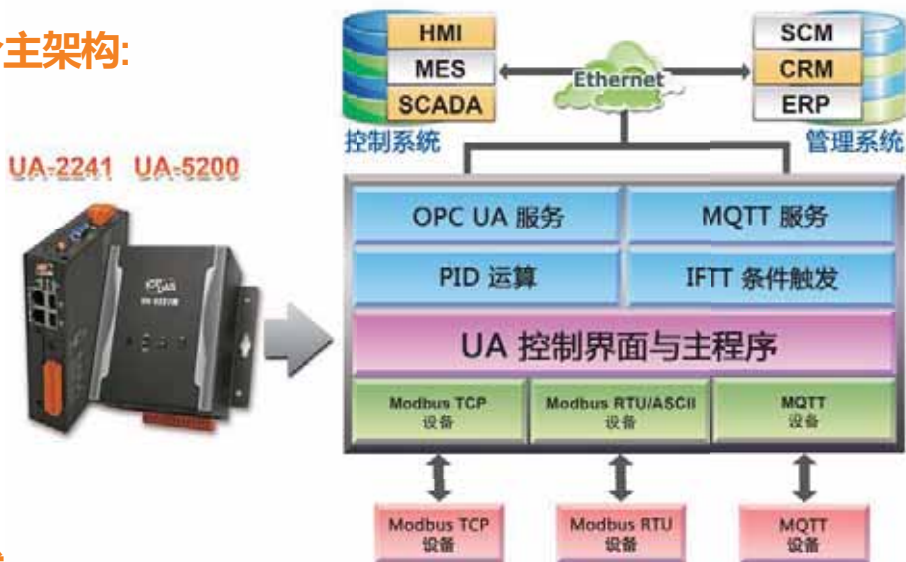 主架构:
HMI
MES
SCADA
控制系统
Ethernet
SCM
CRM
ERP
管理系统
UA-2241 UA-5200
OPC UA 服务
MQTT 服务
PID 运算
IFTT 条件触发
UA 控制界面与主程序
Modbus TCP
设备
Modbus RTU/ASCII
设备
MQTT
设备
Modbus TCP
设备
Modbus RTU
设备
MQTT
设备